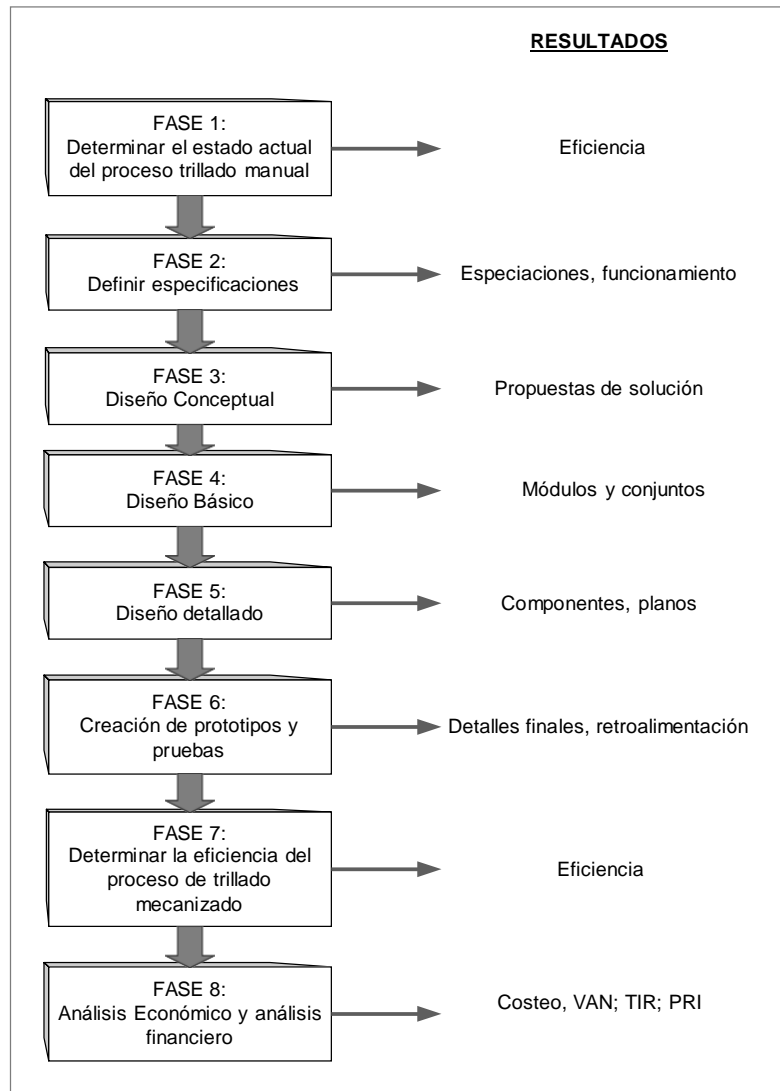 RESULTADOS
FASE 1:
Determinar el estado actual
del proceso trillado manual
Eficiencia
FASE 2:
Definir especificaciones
Especiaciones, funcionamiento
FASE 3:
Diseño Conceptual
Propuestas de solución
FASE 4:
Diseño Básico
Módulos y conjuntos
FASE 5:
Diseño detallado
Componentes, planos
FASE 6:
Creación de prototipos y
pruebas
Detalles finales, retroalimentación
FASE 7:
Determinar la eficiencia del
proceso de trillado
mecanizado
Eficiencia
FASE 8:
Análisis Económico y análisis
financiero
Costeo, VAN; TIR; PRI